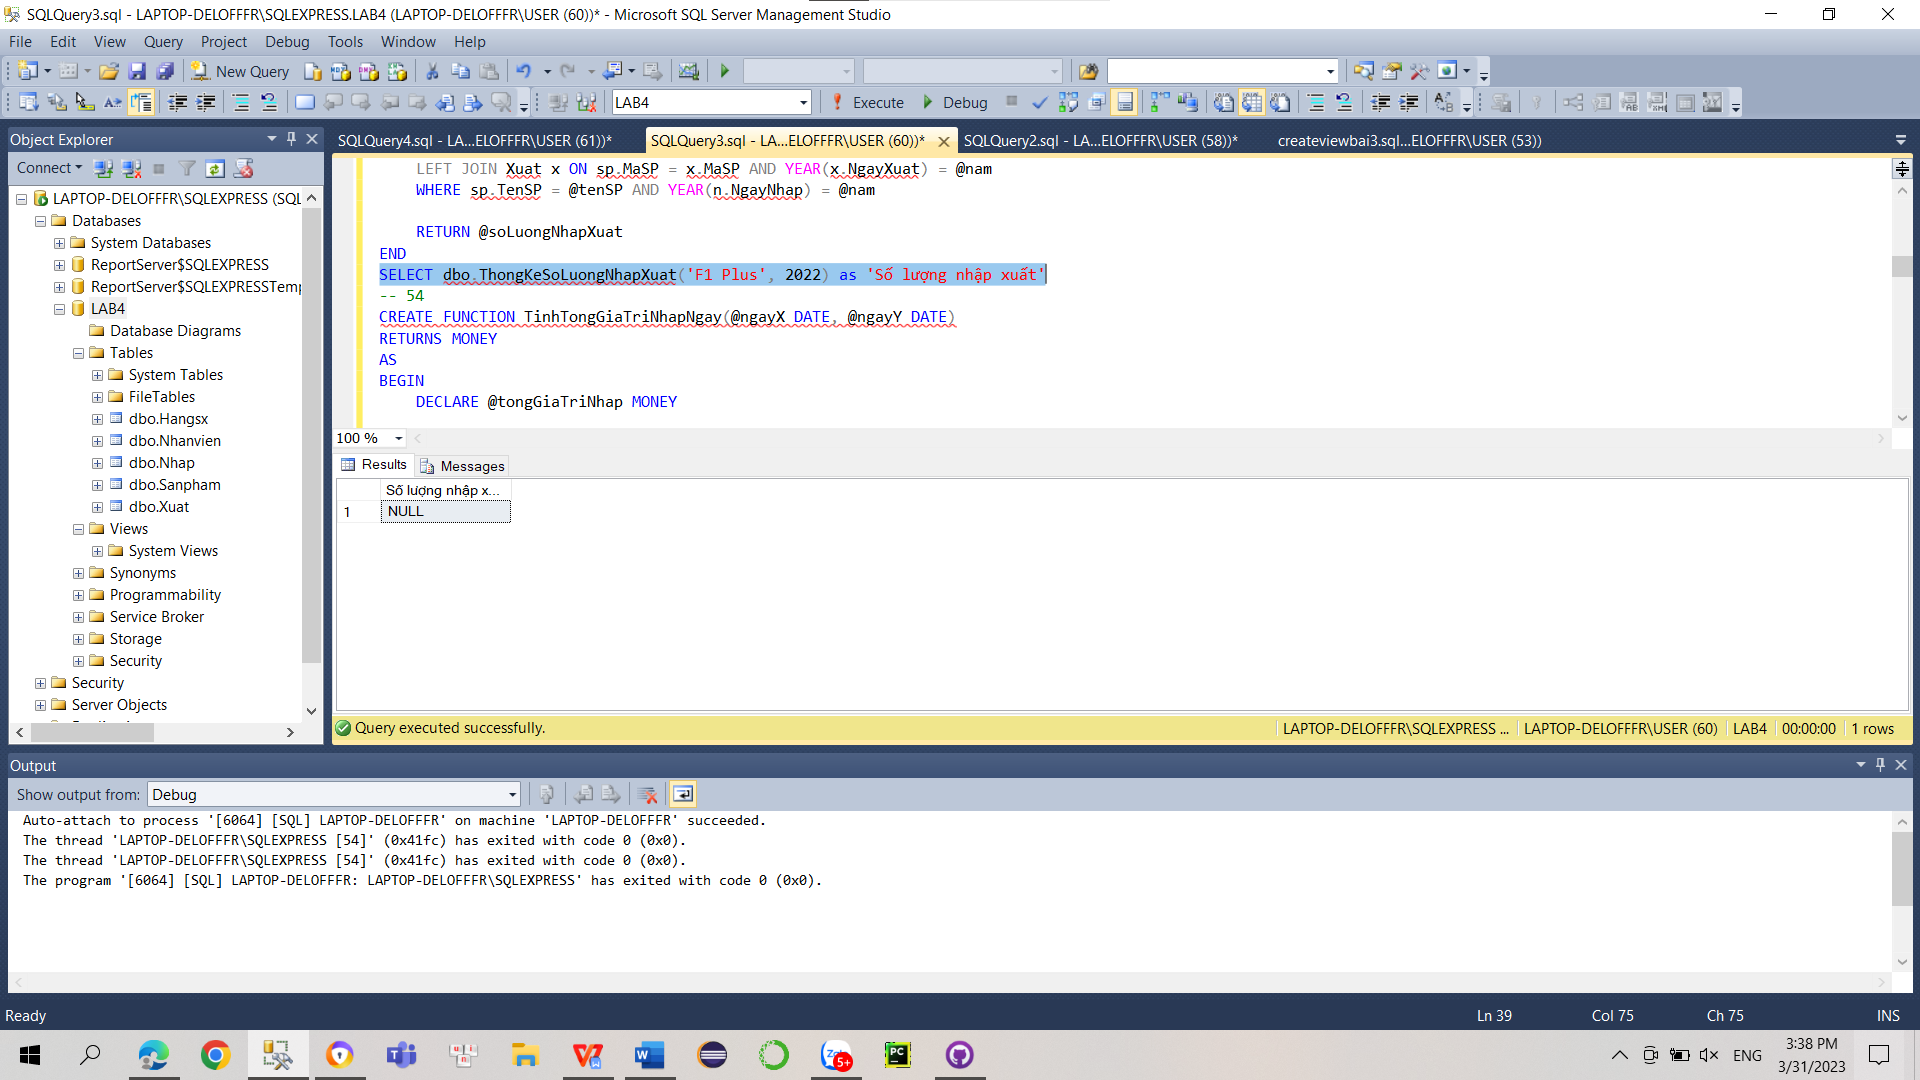 SQLQuery3.sql - LAPTOP-DELOFFFR\SQLEXPRESS.LAB4 (LAPTOP-DELOFFFR\USER (60))* - Microsoft SQL Server Management Studio
File Edit View Query Project Debug Tools Window Help
New Query
LAB4 Execute Debug
Object Explorer
Connect
LAPTOP-DELOFFFR\SQLEXPRESS (SQL
Databases
System Databases
ReportServer$SQLEXPRESS
ReportServer$SQLEXPRESSTemp
LAB4
Database Diagrams
Tables
System Tables
FileTables
dbo.Hangsx
dbo.Nhanvien
dbo.Nhap
dbo.Sanpham
dbo.Xuat
Views
System Views
Synonyms
Programmability
Service Broker
Storage
Security
Security
Server Objects
SQLQuery4.sql - LA...ELOFFFR\USER (61))* SQLQuery3.sql - LA...ELOFFFR\USER (60))* SQLQuery2.sql - LA...ELOFFFR\USER (58))* createviewbai3.sql...ELOFFFR\USER (53))
LEFT JOIN Xuat x ON sp.MaSP = x.MaSP AND YEAR(x.NgayXuat) = @nam
WHERE sp.TenSP = @tenSP AND YEAR(n.NgayNhap) = @nam
RETURN @soLuongNhapXuat
END
SELECT dbo.ThongKeSoLuongNhapXuat('F1 Plus', 2022) as 'Số lượng nhập xuất'
-- 54
CREATE FUNCTION TinhTongGiaTriNhapNgay(@ngayX DATE, @ngayY DATE)
RETURNS MONEY
AS
BEGIN
DECLARE @tongGiaTriNhap MONEY
100 %
Results Messages
Số lượng nhập x...
1 NULL
Query executed successfully. LAPTOP-DELOFFFR\SQLEXPRESS ... LAPTOP-DELOFFFR\USER (60) LAB4 00:00:00 1 rows
Output
Show output from: Debug
Auto-attach to process '[6064] [SQL] LAPTOP-DELOFFFR' on machine 'LAPTOP-DELOFFFR' succeeded.
The thread 'LAPTOP-DELOFFFR\SQLEXPRESS [54]' (0x41fc) has exited with code 0 (0x0).
The thread 'LAPTOP-DELOFFFR\SQLEXPRESS [54]' (0x41fc) has exited with code 0 (0x0).
The program '[6064] [SQL] LAPTOP-DELOFFFR: LAPTOP-DELOFFFR\SQLEXPRESS' has exited with code 0 (0x0).
Ready Ln 39 Col 75 Ch 75 INS
5+
PC
ENG
3:38 PM
3/31/2023